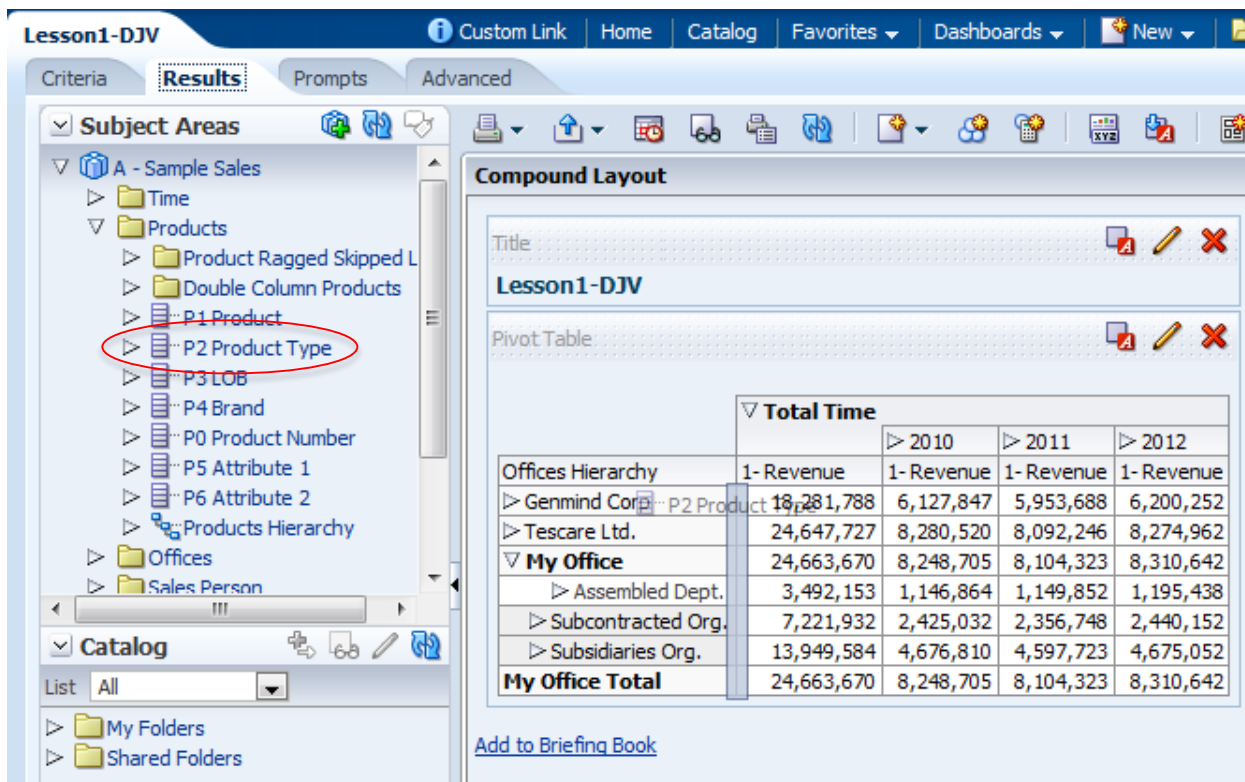 Lesson1-DJV
Custom Link Home Catalog Favorites Dashboards New
Criteria Results Prompts Advanced
Subject Areas
A - Sample Sales
Time
Products
Product Ragged Skipped L
Double Column Products
P1 Product
P2 Product Type
P3 LOB
P4 Brand
P0 Product Number
P5 Attribute 1
P6 Attribute 2
Products Hierarchy
Offices
Sales Person
Catalog
List All
My Folders
Shared Folders
XYZ
Compound Layout
Title
Lesson1-DJV
Pivot Table
Total Time
2010 2011 2012
Offices Hierarchy 1- Revenue 1- Revenue 1- Revenue 1- Revenue
Genmind Corp 18,281,788 6,127,847 5,953,688 6,200,252
P2 Product Type
Tescare Ltd. 24,647,727 8,280,520 8,092,246 8,274,962
My Office 24,663,670 8,248,705 8,104,323 8,310,642
Assembled Dept. 3,492,153 1,146,864 1,149,852 1,195,438
Subcontracted Org. 7,221,932 2,425,032 2,356,748 2,440,152
Subsidiaries Org. 13,949,584 4,676,810 4,597,723 4,675,052
My Office Total 24,663,670 8,248,705 8,104,323 8,310,642
Add to Briefing Book